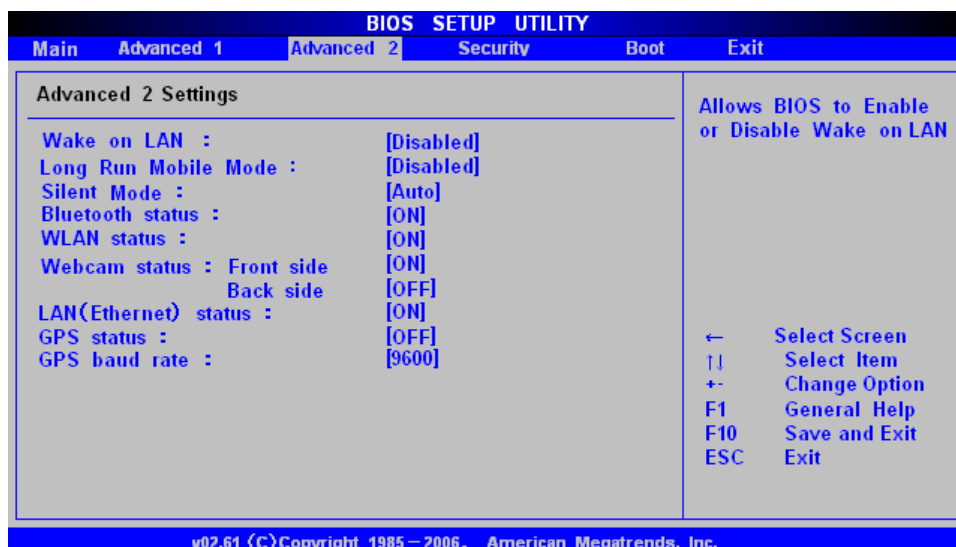 BIOS SETUP UTILITY
Main Advanced 1 Advanced 2 Security Boot Exit
Advanced 2 Settings
Wake on LAN : [Disabled]
Long Run Mobile Mode : [Disabled]
Silent Mode : [Auto]
Bluetooth status : [ON]
WLAN status : [ON]
Webcam status : Front side [ON]
Back side [OFF]
LAN(Ethernet) status : [ON]
GPS status : [OFF]
GPS baud rate : [9600]
Allows BIOS to Enable
or Disable Wake on LAN
← Select Screen
↑↓ Select Item
+- Change Option
F1 General Help
F10 Save and Exit
ESC Exit
v02.61 (C)Copyright 1985-2006, American Megatrends, Inc.